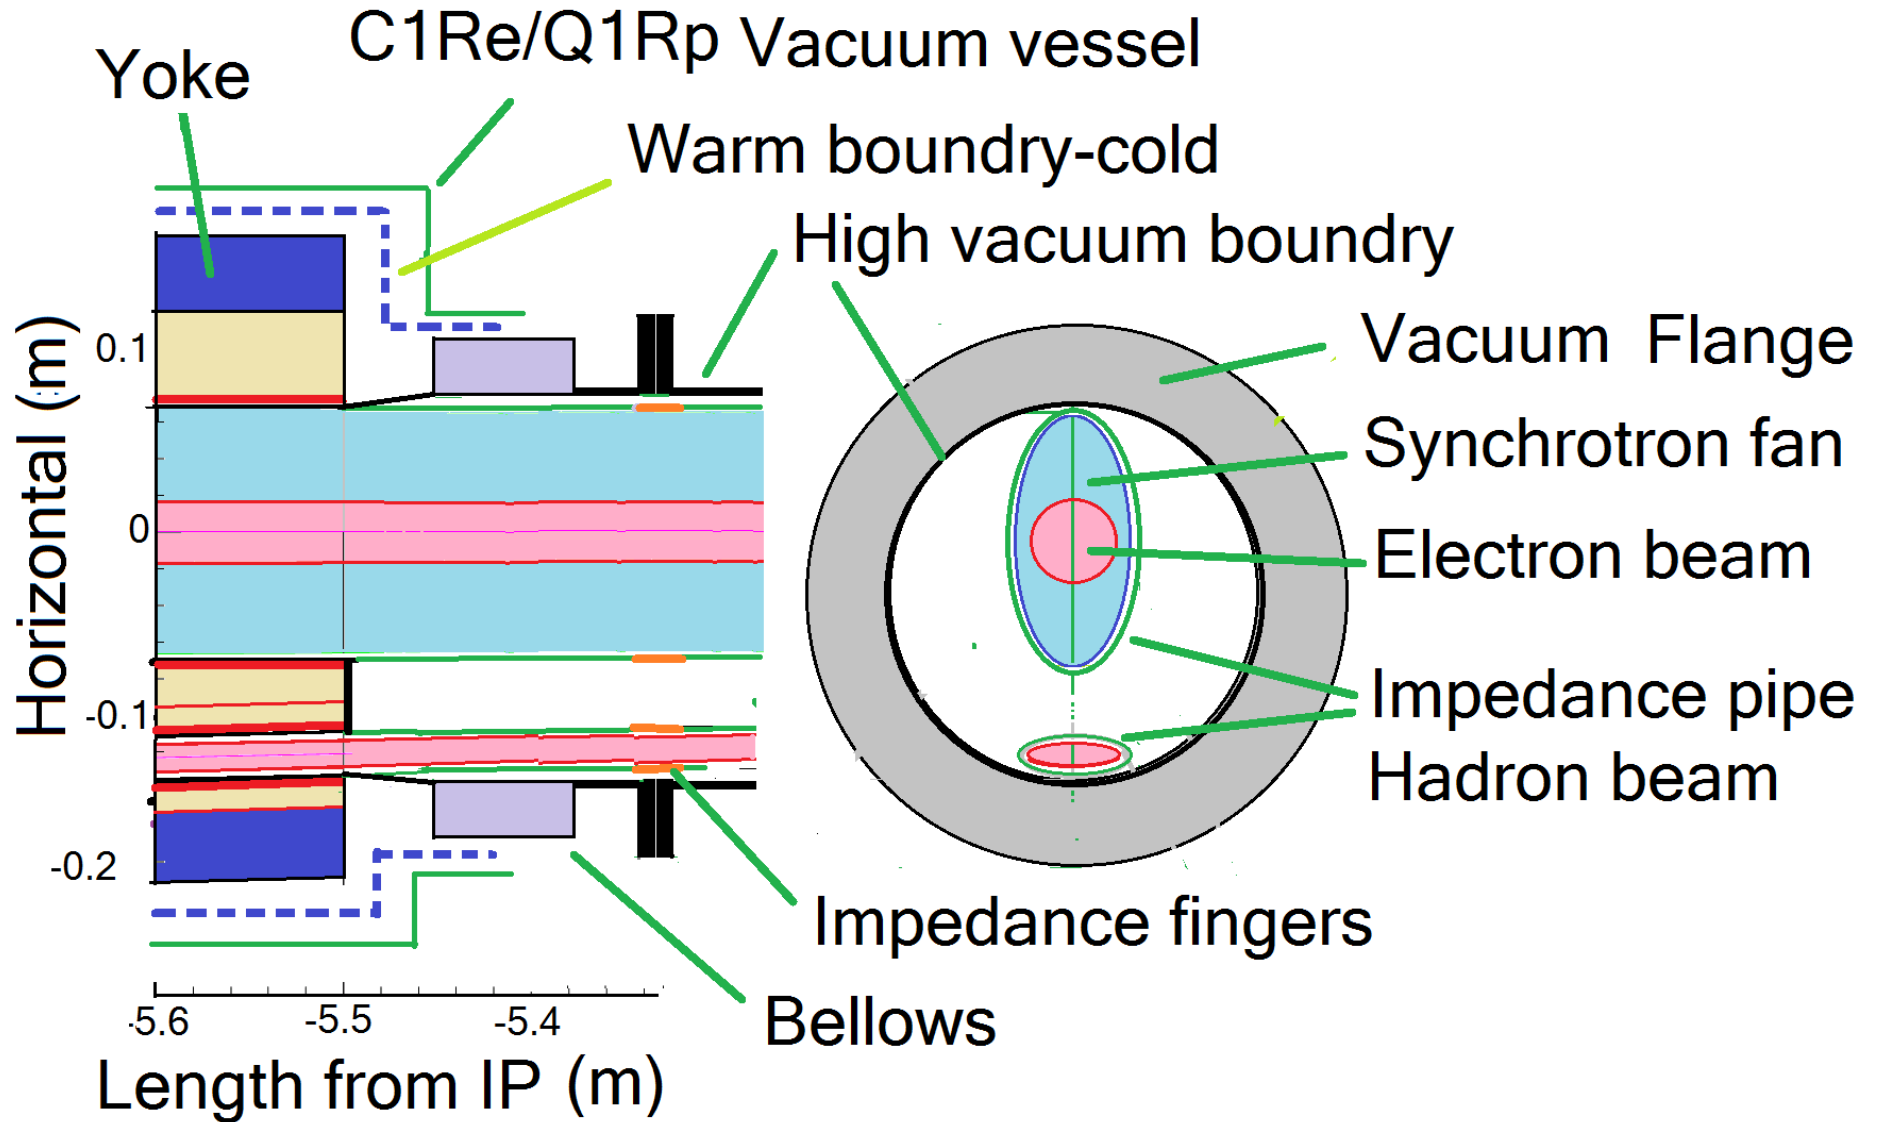 C1Re/Q1Rp Vacuum vessel
Yoke
Warm boundry-cold
High vacuum boundry
Vacuum Flange
Synchrotron fan
Electron beam
Impedance pipe
Hadron beam
Impedance fingers
Bellows
Horizontal (m)
0.1
0
-0.1
-0.2
-5.6
-5.5
-5.4
Length from IP (m)